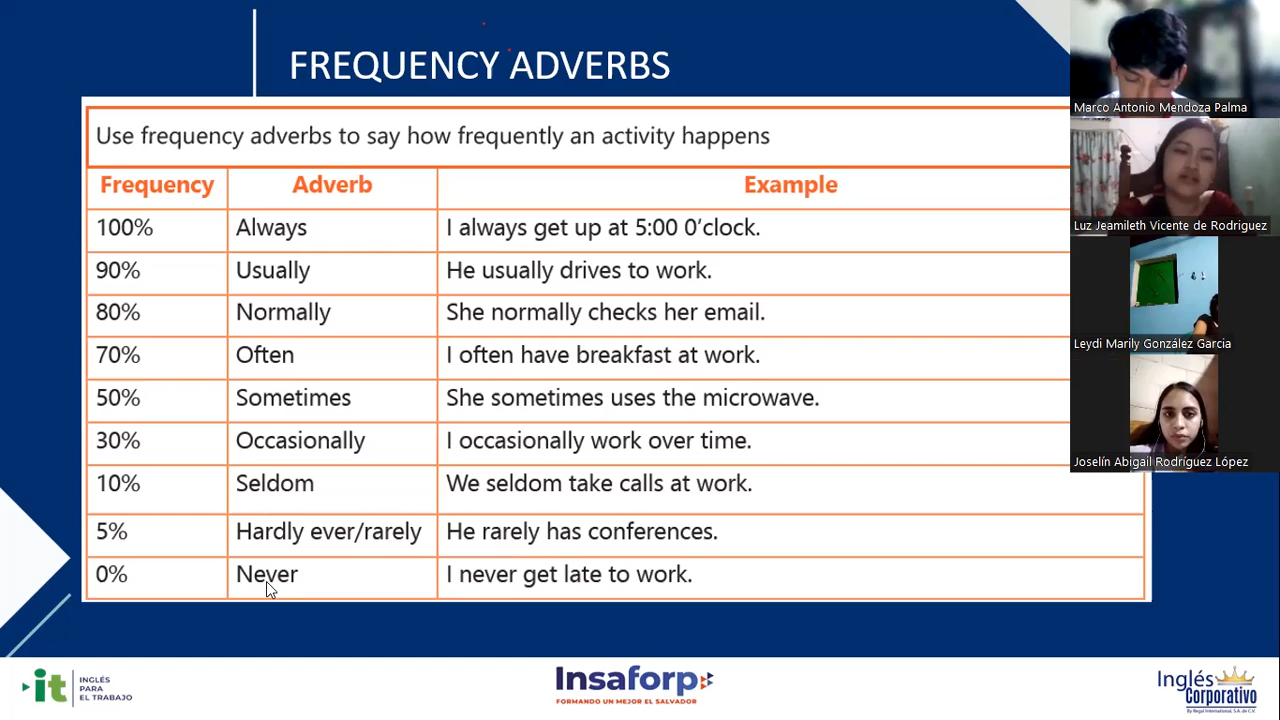 FREQUENCY ADVERBS
Use frequency adverbs to say how frequently an activity happens
Frequency Adverb Example
100% Always I always get up at 5:00 0'clock.
90% Usually He usually drives to work.
80% Normally She normally checks her email.
70% Often I often have breakfast at work.
50% Sometimes She sometimes uses the microwave.
30% Occasionally I occasionally work over time.
10% Seldom We seldom take calls at work.
5% Hardly ever/rarely He rarely has conferences.
0% Never I never get late to work.
Marco Antonio Mendoza Palma
Luz Jeamileth Vicente de Rodriguez
Leydi Marily González Garcia
Joselín Abigail Rodríguez López
it
INGLÉS
PARA
EL TRABAJO
Insaforp
FORMANDO UN MEJOR EL SALVADOR
Inglés
Corporativo
By Regal International, S.A. de C.V.